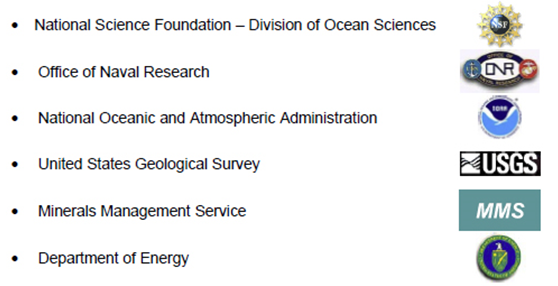 • National Science Foundation – Division of Ocean Sciences
NSF
• Office of Naval Research
ONR
• National Oceanic and Atmospheric Administration
• United States Geological Survey
USGS
• Minerals Management Service
MMS
• Department of Energy